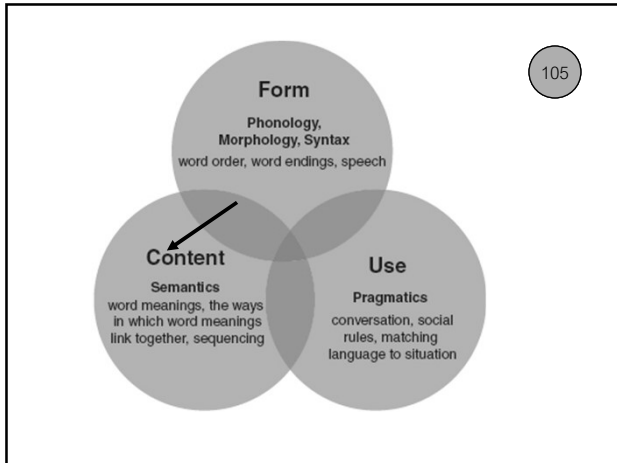 105
Form
Phonology,
Morphology, Syntax
word order, word endings, speech
Content
Semantics
word meanings, the ways
in which word meanings
link together, sequencing
Use
Pragmatics
conversation, social
rules, matching
language to situation